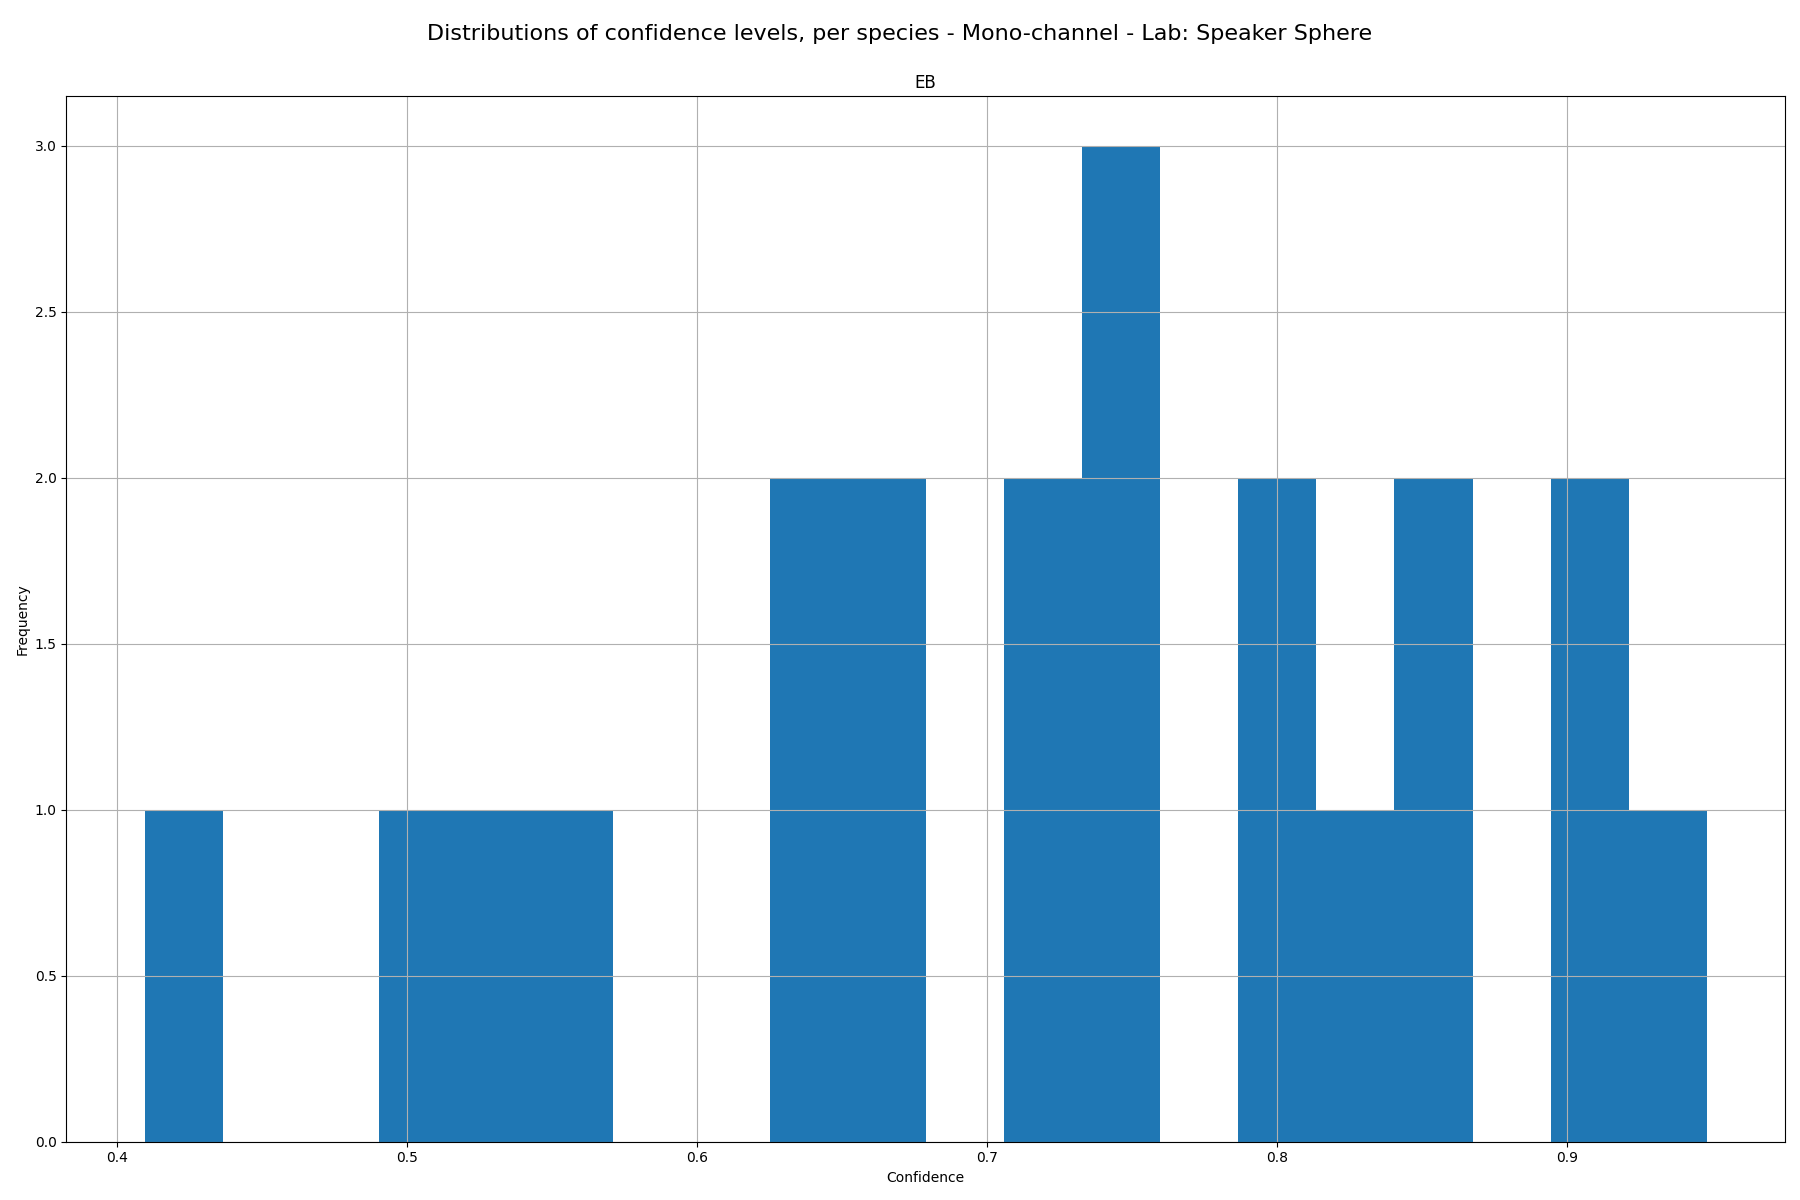 Distributions of confidence levels, per species - Mono-channel - Lab: Speaker Sphere
EB
3.0
2.5
2.0
1.5
1.0
0.5
0.0
Frequency
0.4 0.5 0.6 0.7 0.8 0.9
Confidence